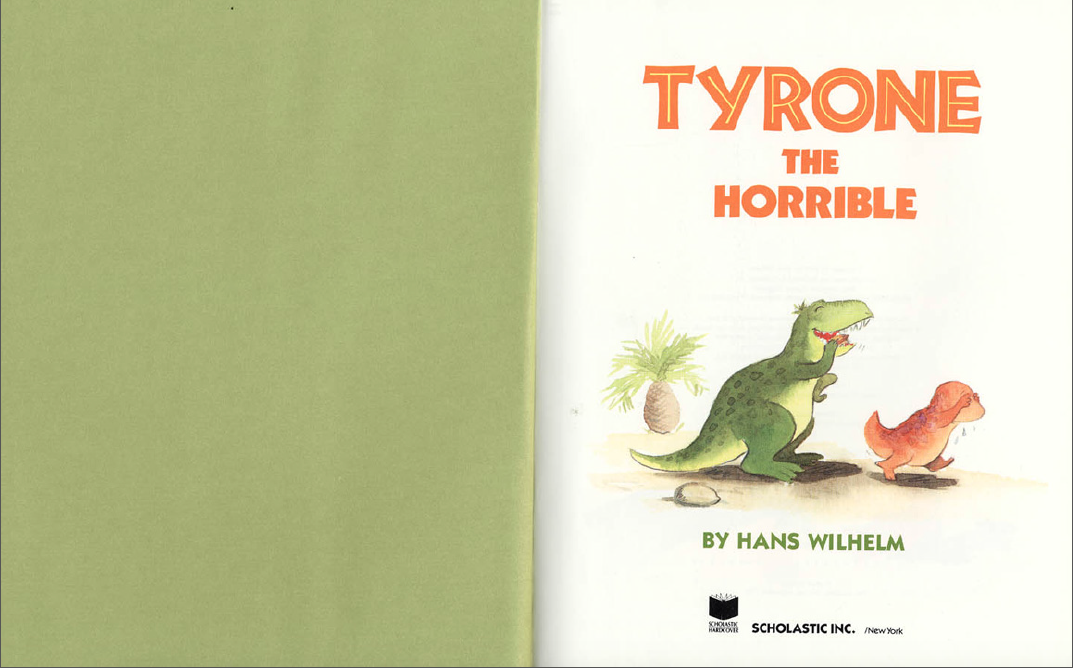 TYRONE
THE
HORRIBLE
BY HANS WILHELM
SCHOLASTIC
HARDCOVER
SCHOLASTIC INC. /New York